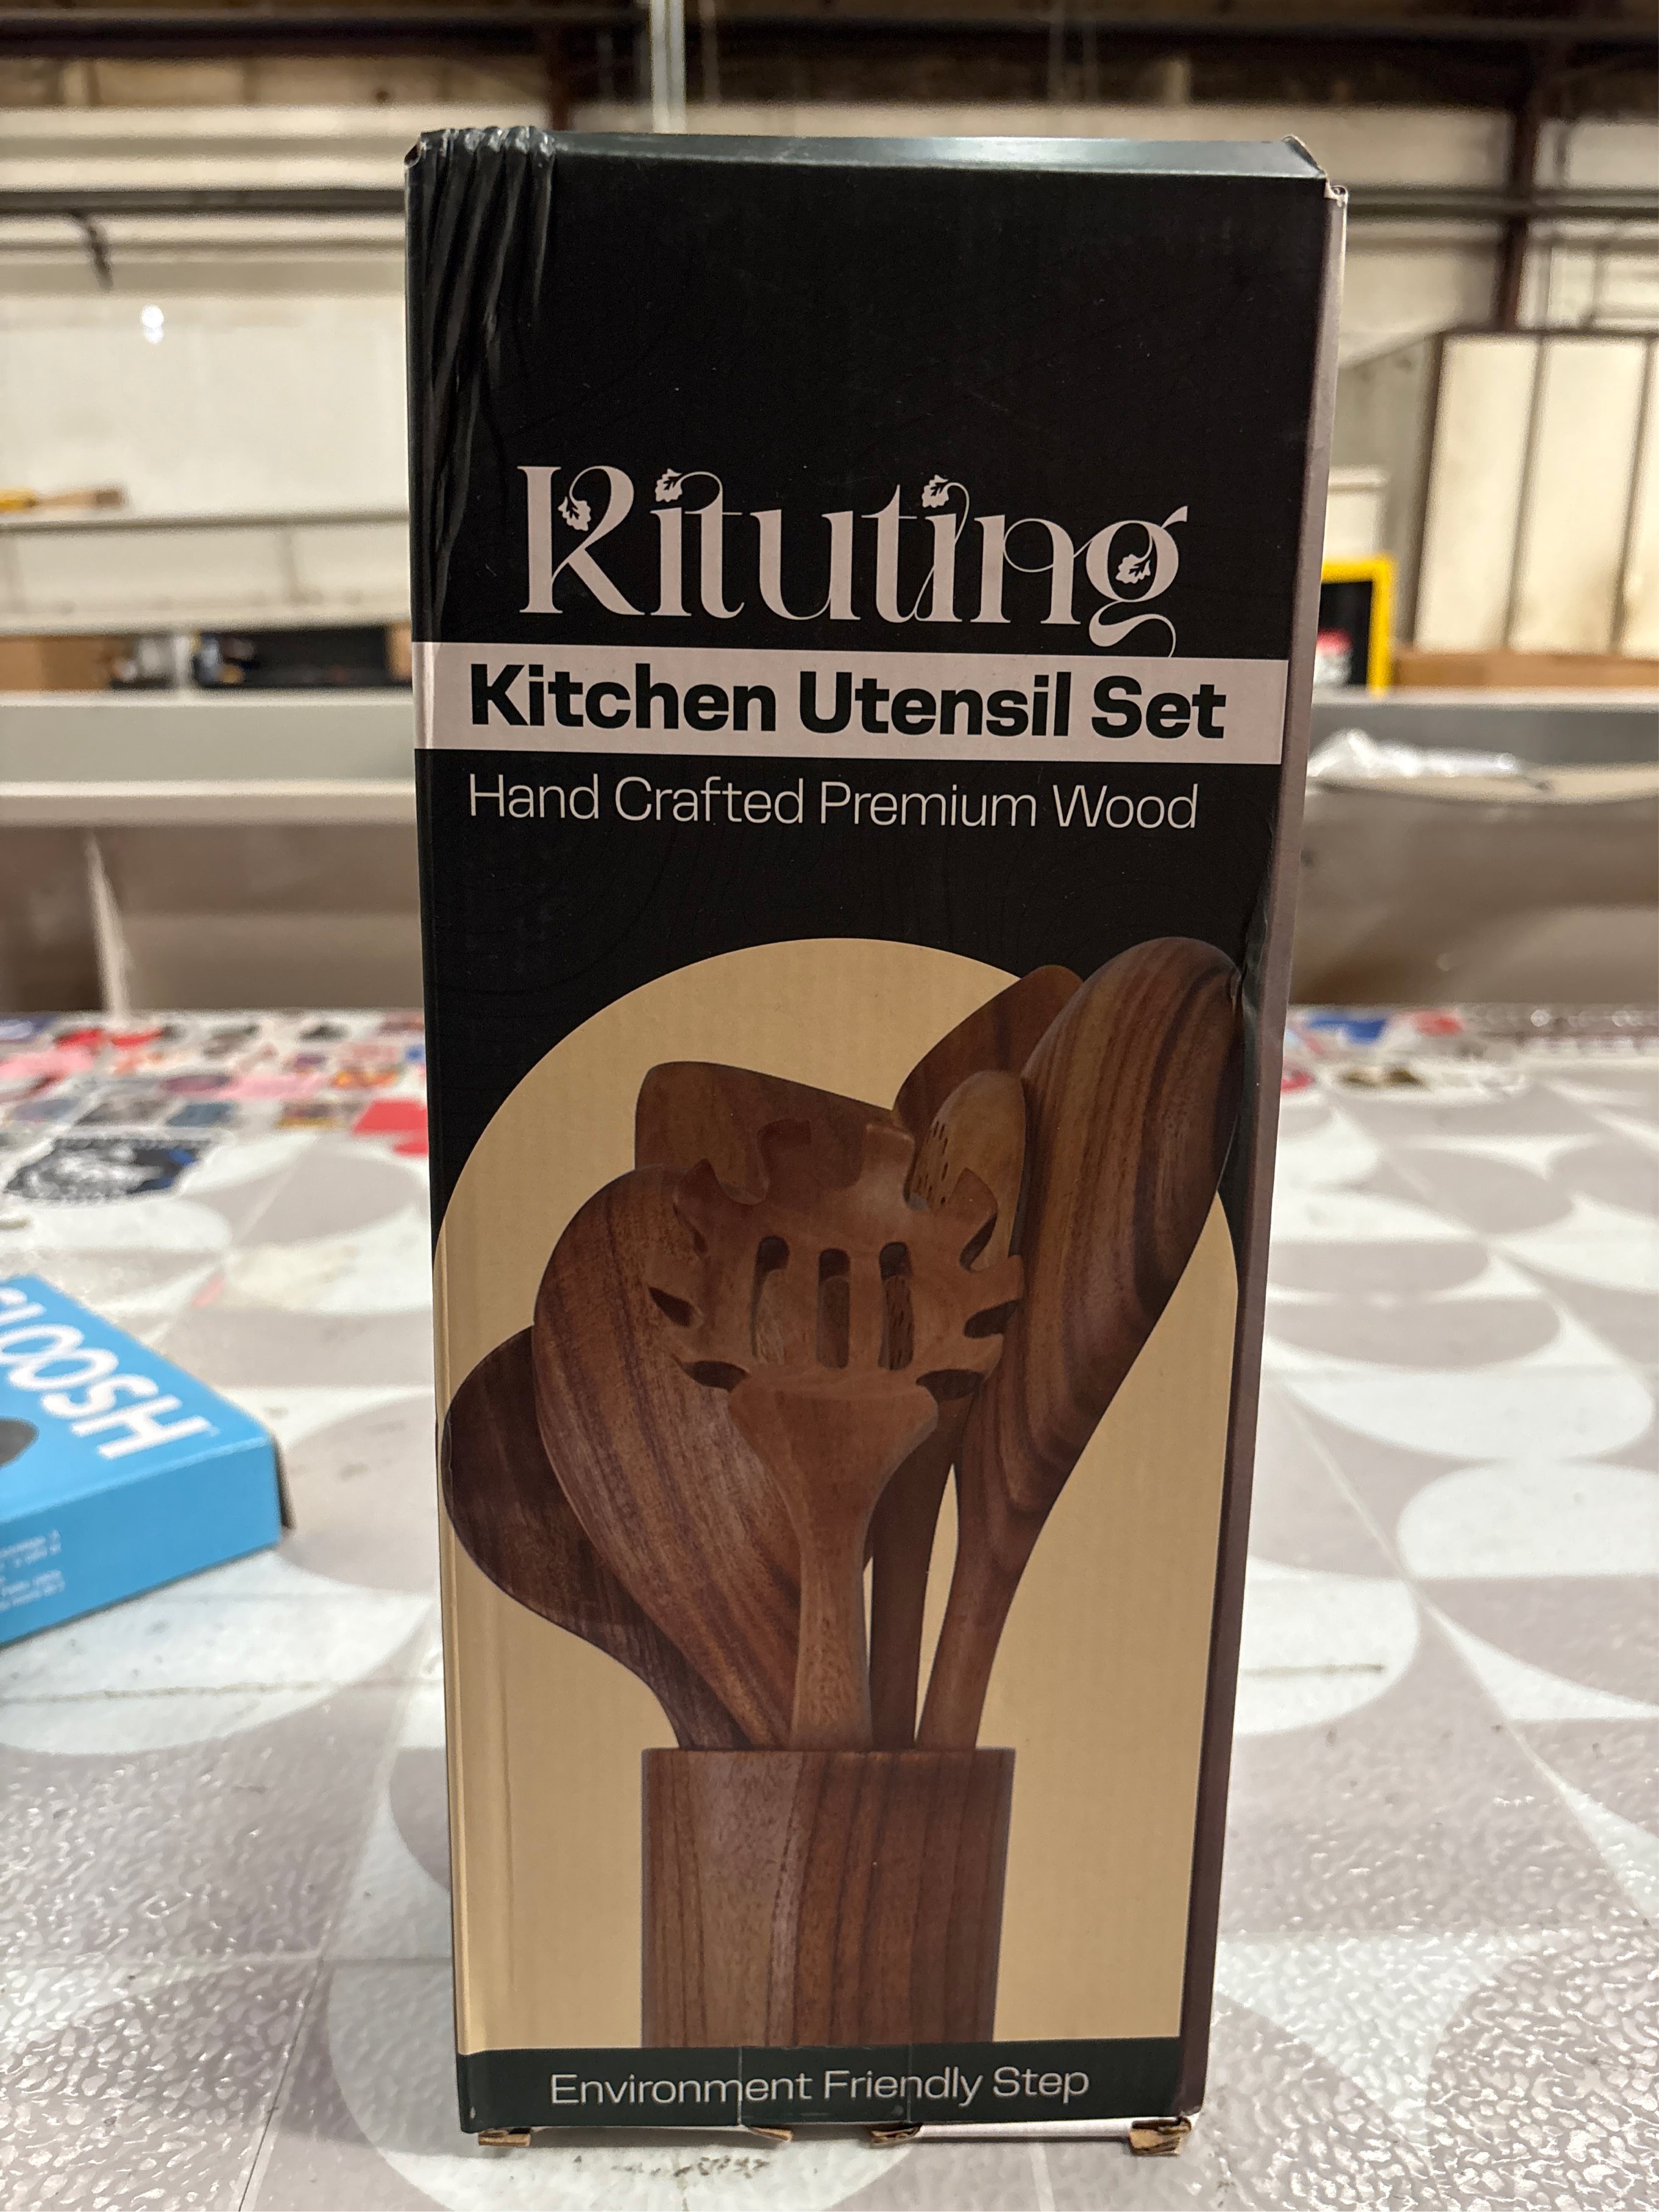 Kituting
Kitchen Utensil Set
Hand Crafted Premium Wood
Environment Friendly Step